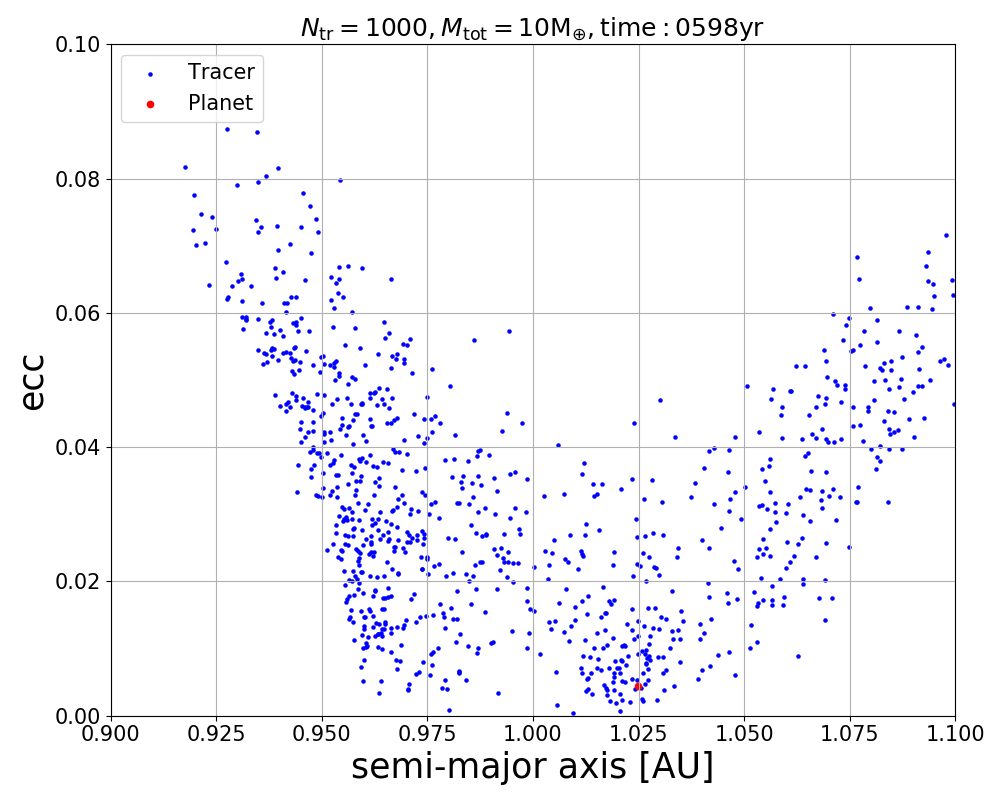 N_tr = 1000, M_tot = 10M_⊕, time : 0598yr
Tracer
Planet
0.10
0.08
0.06
0.04
0.02
0.00
ecc
0.900 0.925 0.950 0.975 1.000 1.025 1.050 1.075 1.100
semi-major axis [AU]